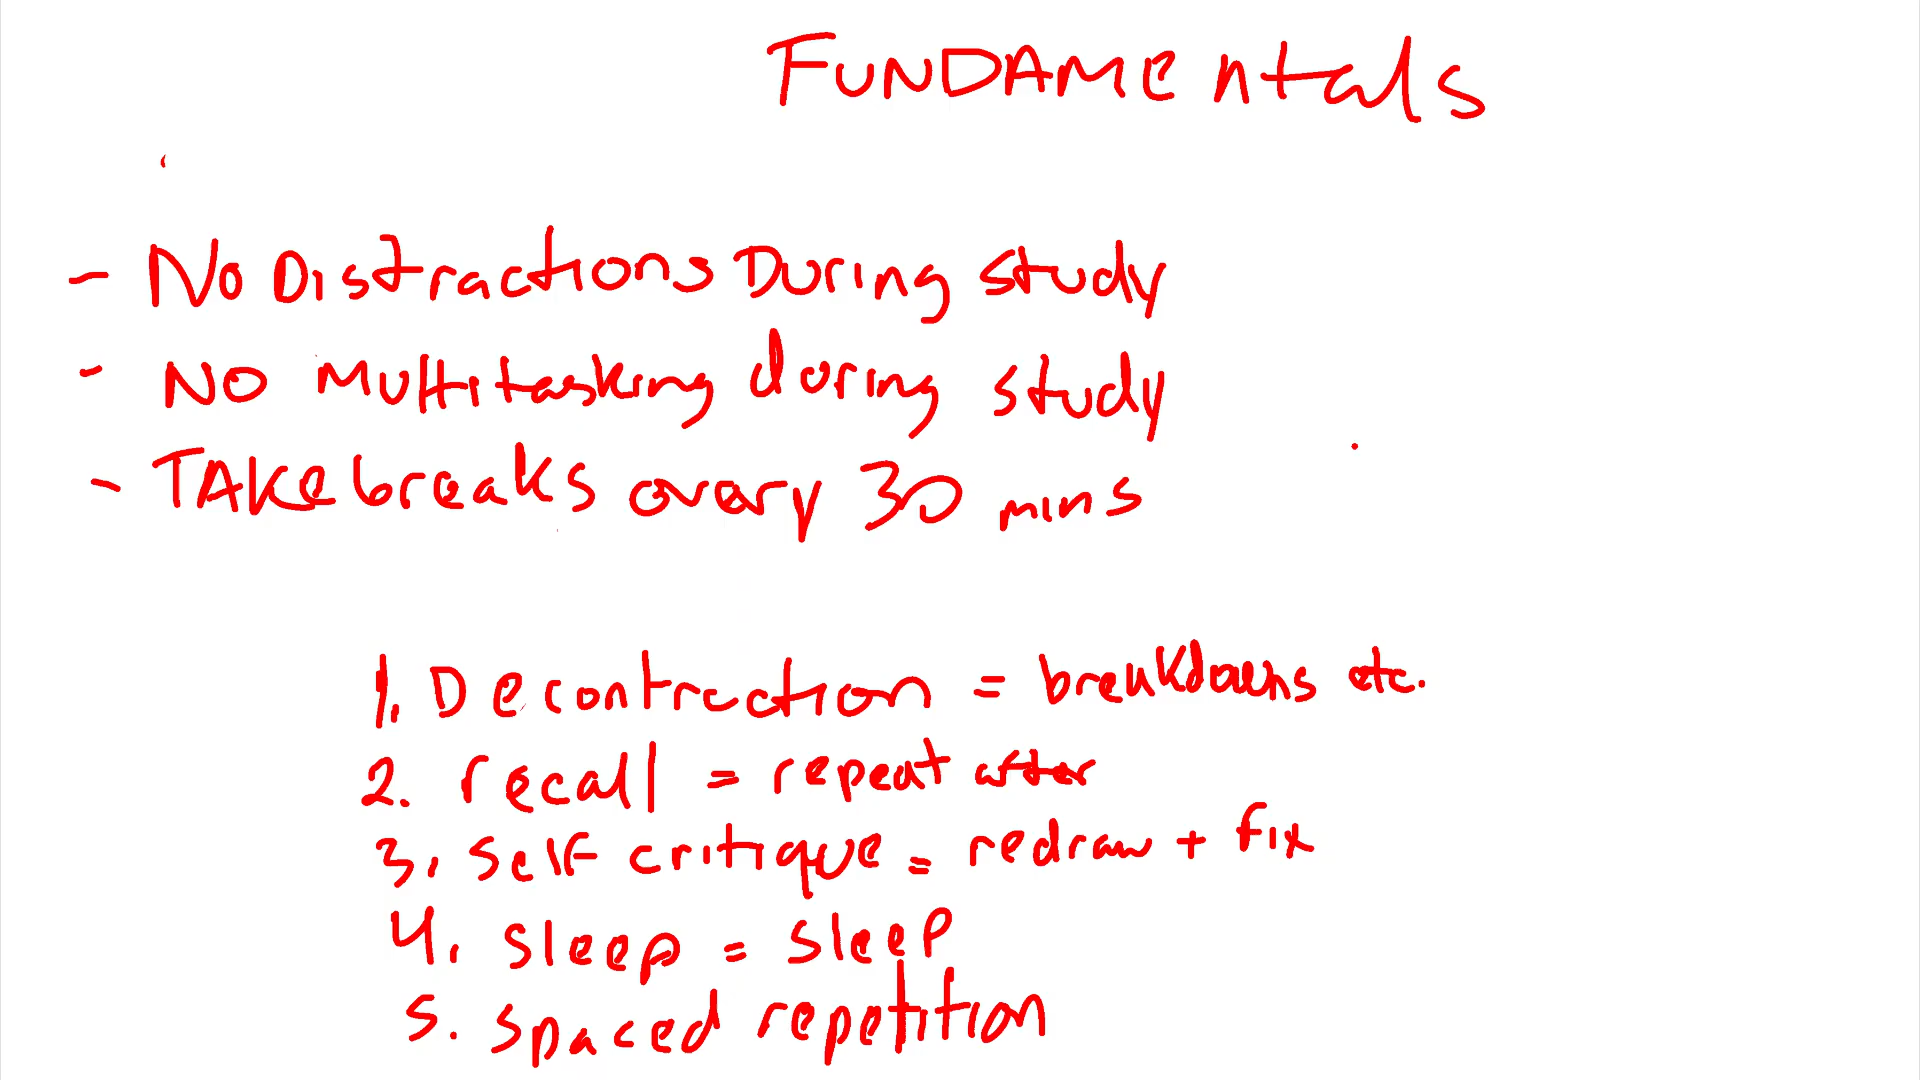 FUNDAMentals
- No Distractions During study
- NO Multitasking during study
- TAKe breaks every 30 mins
1. Decontruction = breakdowns etc.
2. recall = repeat after
3. self critique = redraw + fix
4. sleep = sleep
5. spaced repetition